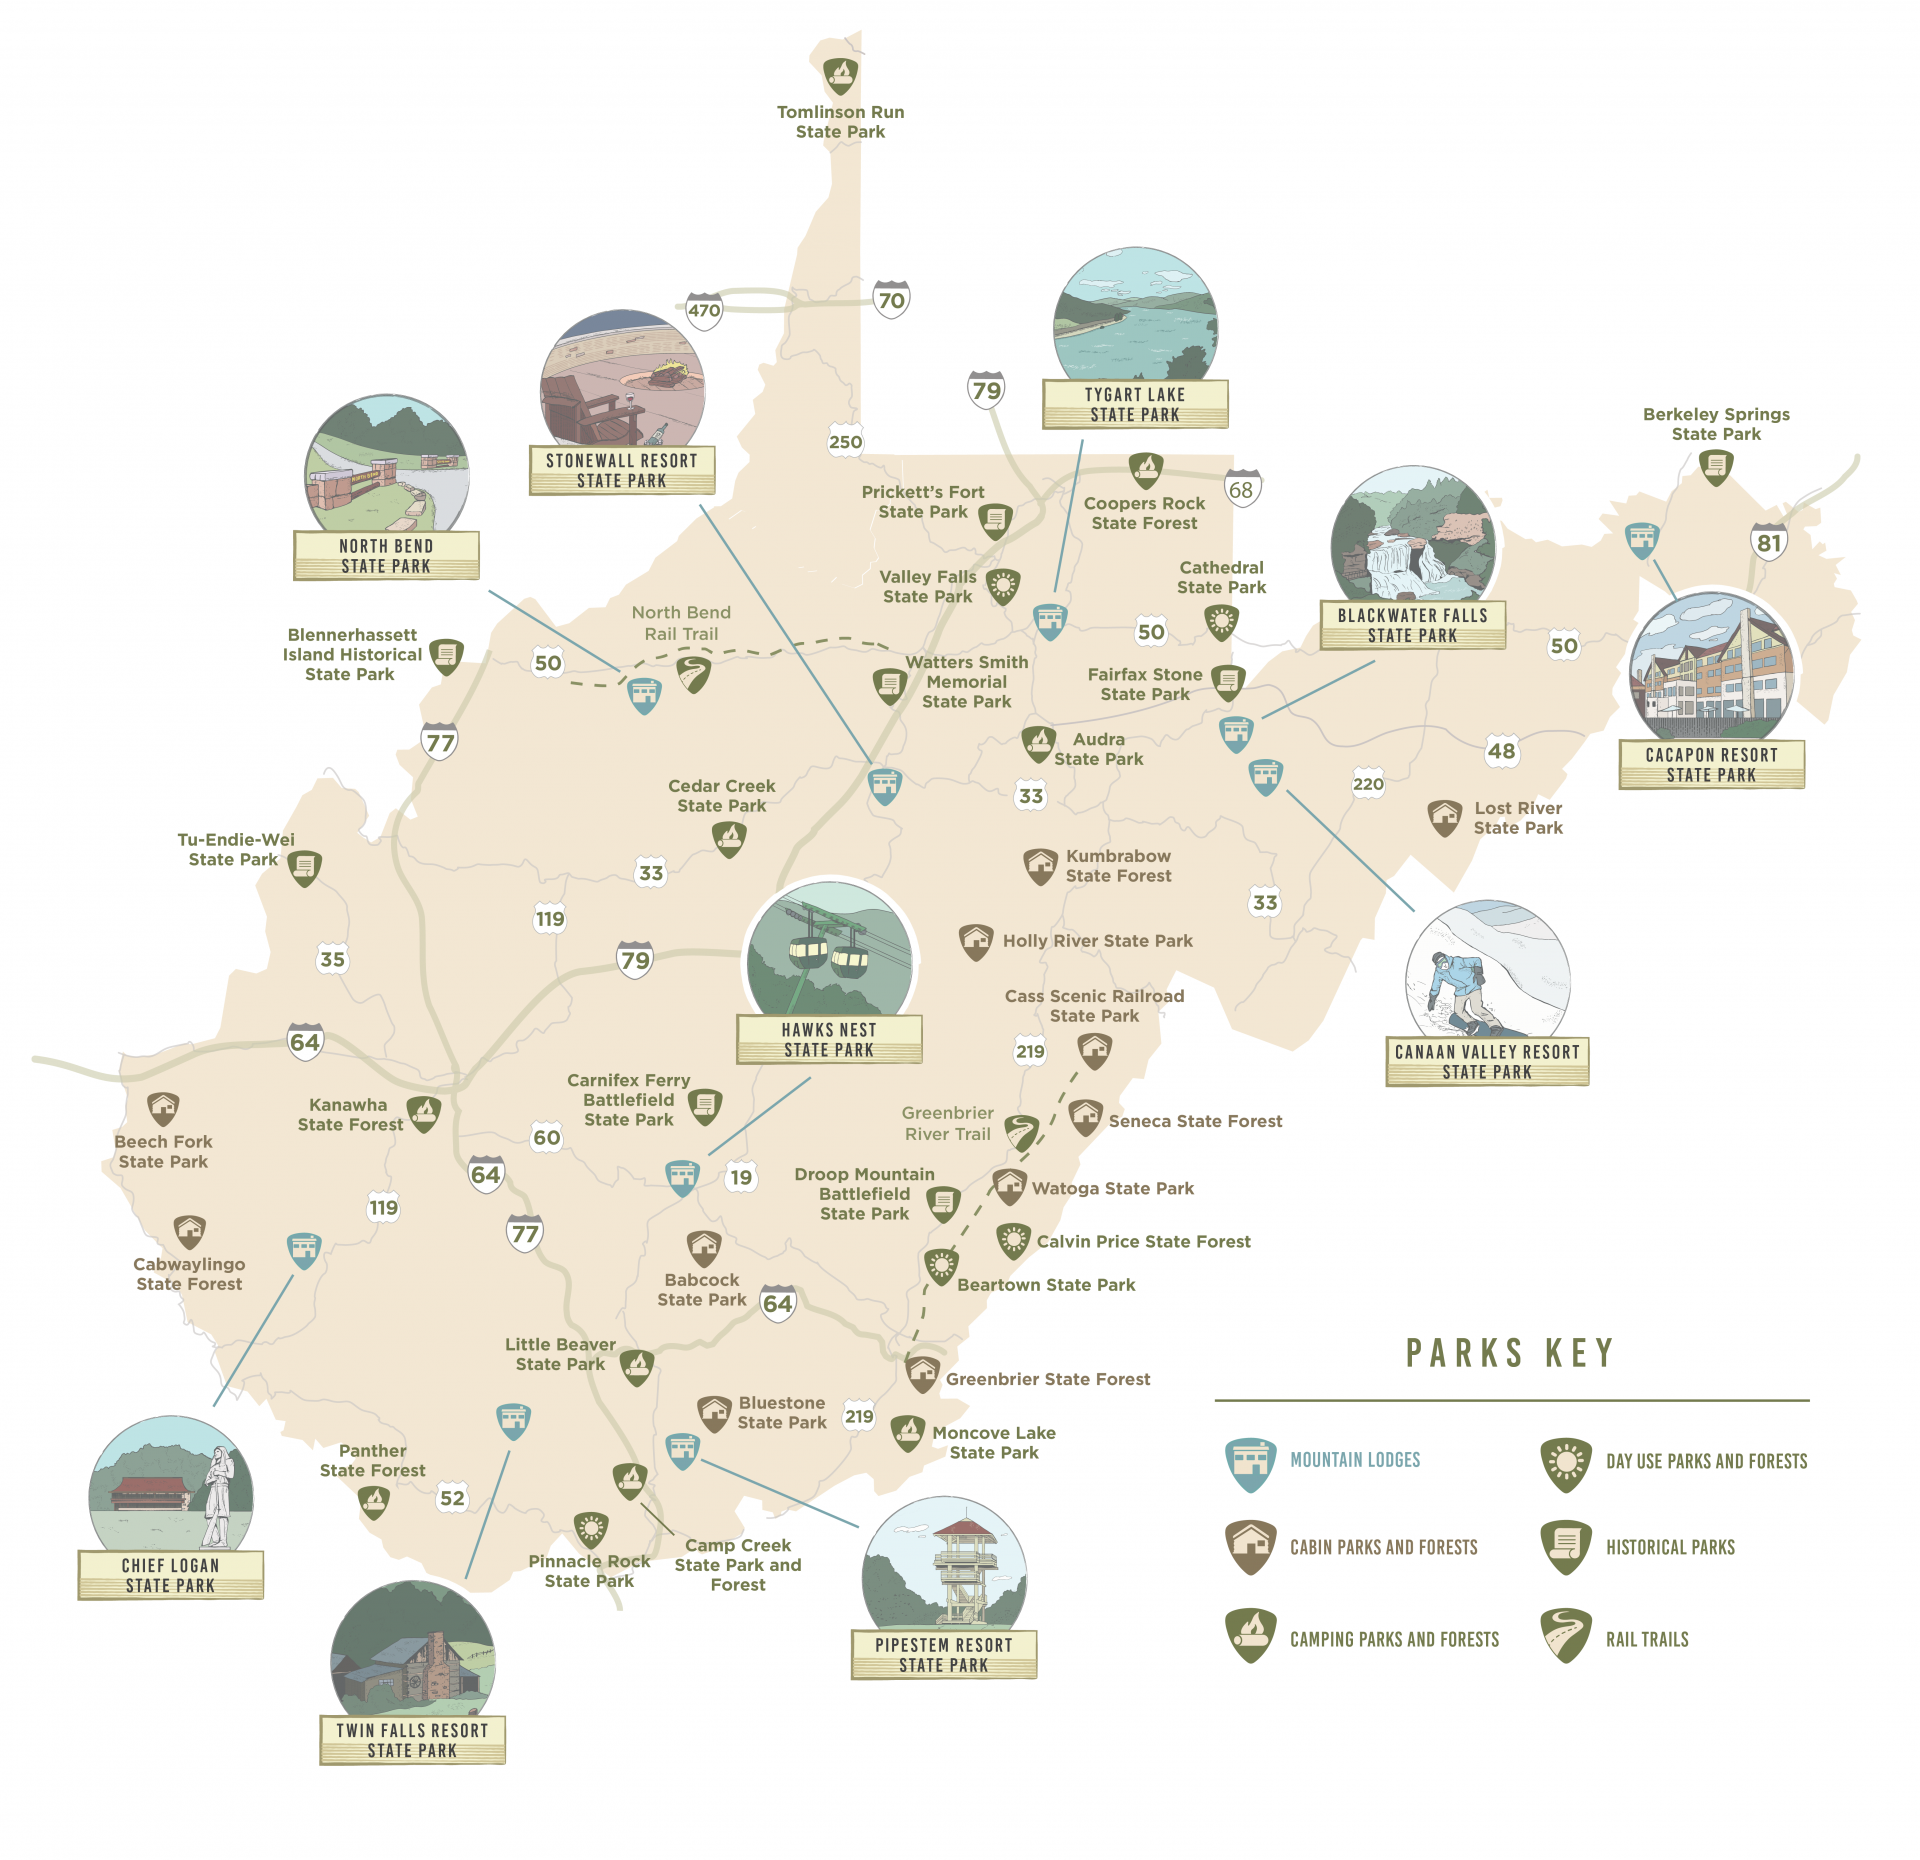 Tomlinson Run
State Park
470
70
TYGART LAKE
STATE PARK
79
STONEWALL RESORT
STATE PARK
250
Berkeley Springs
State Park
NORTH BEND
STATE PARK
Prickett's Fort
State Park
Coopers Rock
State Forest
68
81
Valley Falls
State Park
Cathedral
State Park
BLACKWATER FALLS
STATE PARK
North Bend
Rail Trail
Blennerhassett
Island Historical
State Park
50
50
50
Watters Smith
Memorial
State Park
Fairfax Stone
State Park
77
Audra
State Park
48
CACAPON RESORT
STATE PARK
Cedar Creek
State Park
33
220
Lost River
State Park
Tu-Endie-Wei
State Park
33
Kumbrabow
State Forest
33
119
35
79
Holly River State Park
HAWKS NEST
STATE PARK
Cass Scenic Railroad
State Park
64
219
CANAAN VALLEY RESORT
STATE PARK
Carnifex Ferry
Battlefield
State Park
Kanawha
State Forest
Greenbrier
River Trail
Seneca State Forest
Beech Fork
State Park
60
64
19
Droop Mountain
Battlefield
State Park
Watoga State Park
119
77
Calvin Price State Forest
Cabwaylingo
State Forest
Babcock
State Park
64
Beartown State Park
Little Beaver
State Park
Greenbrier State Forest
Bluestone
State Park
219
Moncove Lake
State Park
Panther
State Forest
52
CHIEF LOGAN
STATE PARK
Pinnacle Rock
State Park
Camp Creek
State Park and
Forest
PIPESTEM RESORT
STATE PARK
TWIN FALLS RESORT
STATE PARK
PARKS KEY
MOUNTAIN LODGES
DAY USE PARKS AND FORESTS
CABIN PARKS AND FORESTS
HISTORICAL PARKS
CAMPING PARKS AND FORESTS
RAIL TRAILS